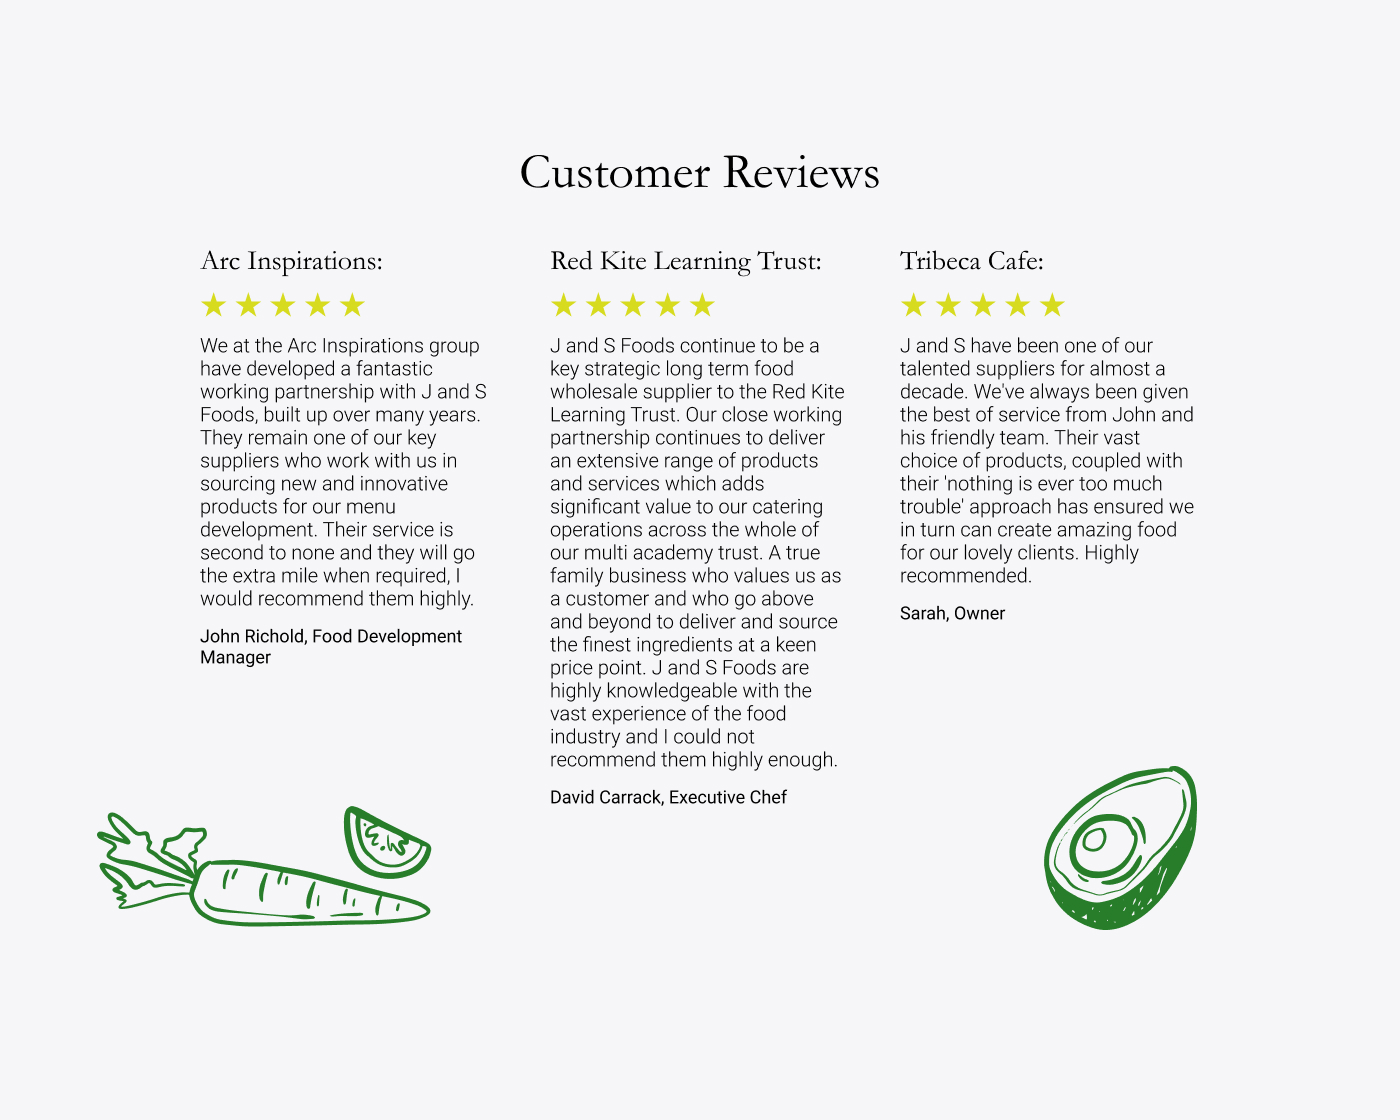 Customer Reviews
Arc Inspirations:
We at the Arc Inspirations group
have developed a fantastic
working partnership with J and S
Foods, built up over many years.
They remain one of our key
suppliers who work with us in
sourcing new and innovative
products for our menu
development. Their service is
second to none and they will go
the extra mile when required, I
would recommend them highly.
John Richold, Food Development
Manager
Red Kite Learning Trust:
J and S Foods continue to be a
key strategic long term food
wholesale supplier to the Red Kite
Learning Trust. Our close working
partnership continues to deliver
an extensive range of products
and services which adds
significant value to our catering
operations across the whole of
our multi academy trust. A true
family business who values us as
a customer and who go above
and beyond to deliver and source
the finest ingredients at a keen
price point. J and S Foods are
highly knowledgeable with the
vast experience of the food
industry and I could not
recommend them highly enough.
David Carrack, Executive Chef
Tribeca Cafe:
J and S have been one of our
talented suppliers for almost a
decade. We've always been given
the best of service from John and
his friendly team. Their vast
choice of products, coupled with
their 'nothing is ever too much
trouble' approach has ensured we
in turn can create amazing food
for our lovely clients. Highly
recommended.
Sarah, Owner